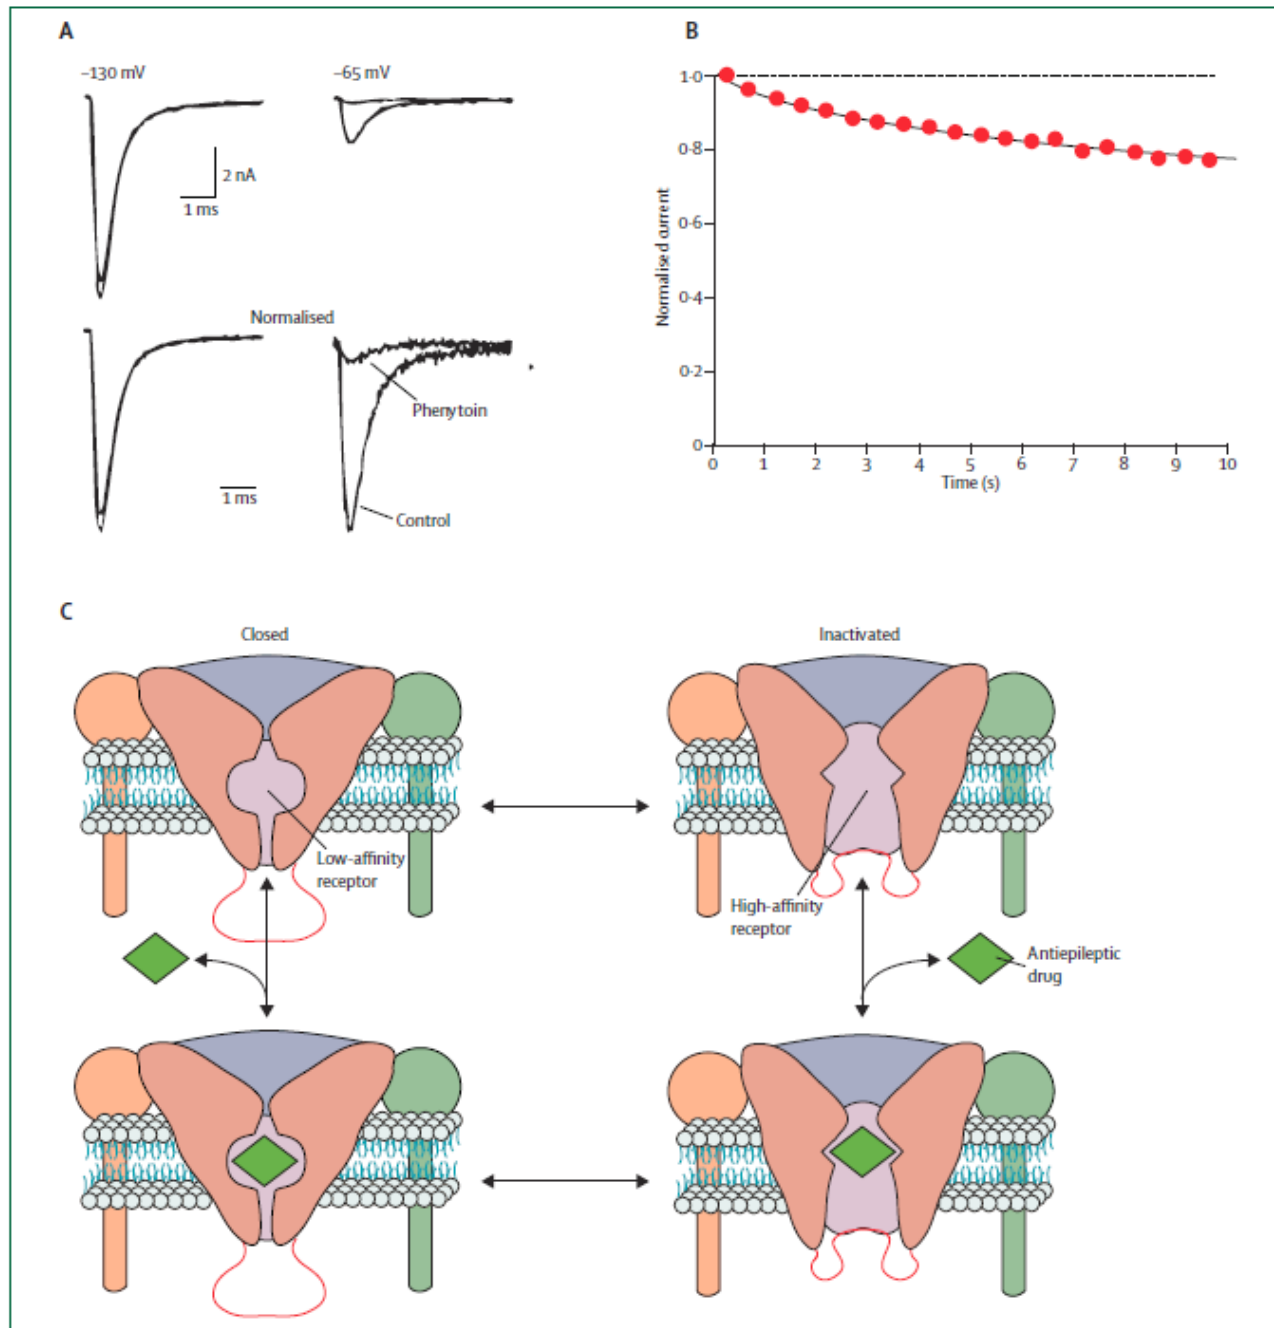 A
−130 mV
−65 mV
2 nA
1 ms
Normalised
Phenytoin
1 ms
Control
B
1·0
0·8
0·6
0·4
0·2
0
Normalised current
0 1 2 3 4 5 6 7 8 9 10
Time (s)
C
Closed
Inactivated
Low-affinity
receptor
High-affinity
receptor
Antiepileptic
drug